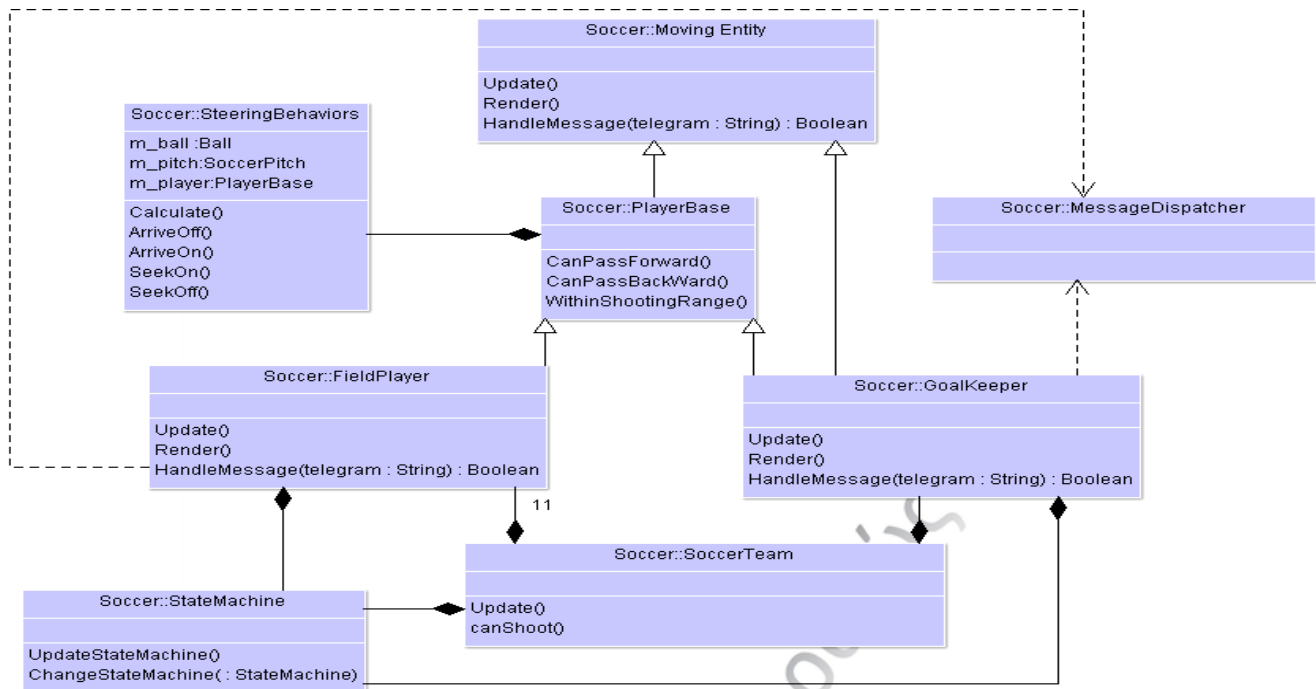 Soccer::Moving Entity
Update()
Render()
HandleMessage(telegram : String) : Boolean
Soccer::SteeringBehaviors
m_ball :Ball
m_pitch:SoccerPitch
m_player:PlayerBase
Calculate()
ArriveOff()
ArriveOn()
SeekOn()
SeekOff()
Soccer::PlayerBase
CanPassForward()
CanPassBackWard()
WithinShootingRange()
Soccer::MessageDispatcher
Soccer::FieldPlayer
Update()
Render()
HandleMessage(telegram : String) : Boolean
Soccer::GoalKeeper
Update()
Render()
HandleMessage(telegram : String) : Boolean
11
Soccer::SoccerTeam
Update()
canShoot()
Soccer::StateMachine
UpdateStateMachine()
ChangeStateMachine( : StateMachine)